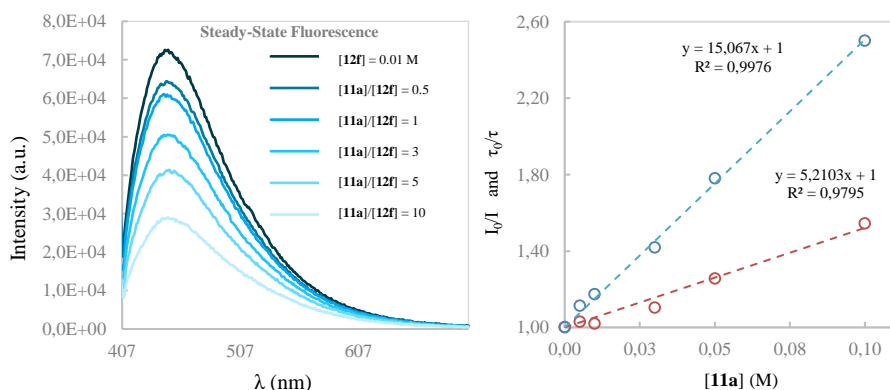 Steady-State Fluorescence
8,0E+04
7,0E+04
6,0E+04
5,0E+04
4,0E+04
3,0E+04
2,0E+04
1,0E+04
0,0E+00
Intensity (a.u.)
[12f] = 0.01 M
[11a]/[12f] = 0.5
[11a]/[12f] = 1
[11a]/[12f] = 3
[11a]/[12f] = 5
[11a]/[12f] = 10
407
507
607
λ (nm)
2,60
2,20
1,80
1,40
1,00
I₀/I and τ₀/τ
y = 15,067x + 1
R² = 0,9976
y = 5,2103x + 1
R² = 0,9795
0,00
0,03
0,05
0,08
0,10
[11a] (M)